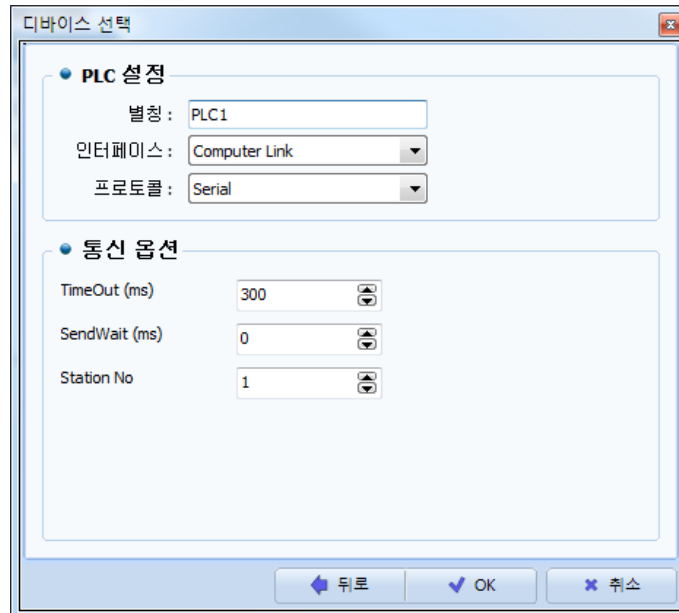 디바이스 선택
PLC 설정
별칭 : PLC1
인터페이스 : Computer Link
프로토콜 : Serial
통신 옵션
TimeOut (ms) 300
SendWait (ms) 0
Station No 1
뒤로 OK 취소